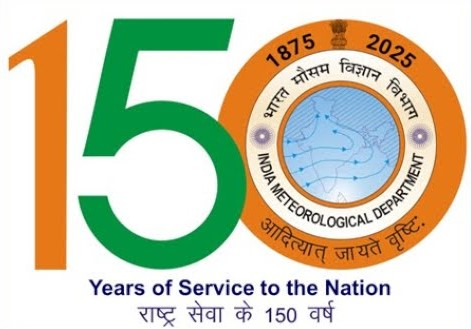 150
1875 2025
भारत मौसम विज्ञान विभाग
INDIA METEOROLOGICAL DEPARTMENT
आदित्यात् जायते वृष्टि:
Years of Service to the Nation
राष्ट्र सेवा के 150 वर्ष